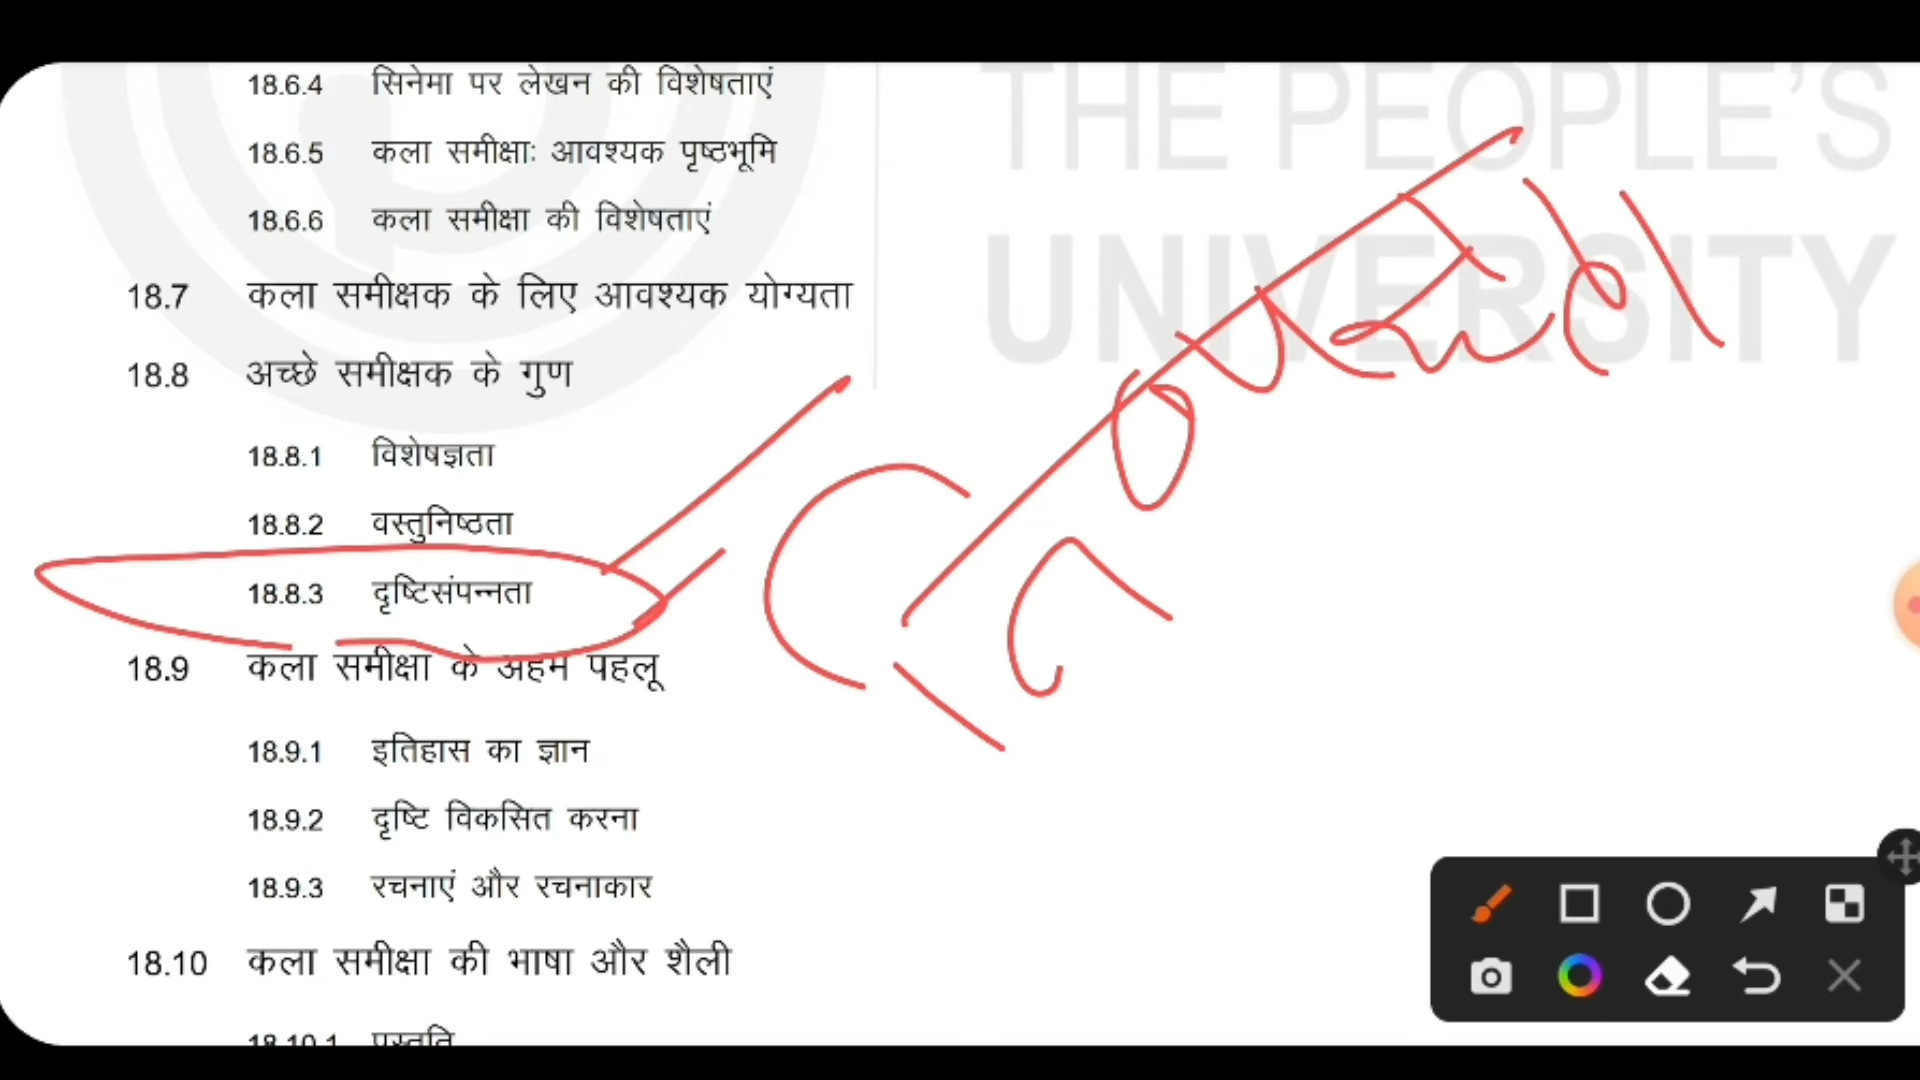 THE PEOPLE'S
UNIVERSITY
18.6.4 सिनेमा पर लेखन की विशेषताएं
18.6.5 कला समीक्षाः आवश्यक पृष्ठभूमि
18.6.6 कला समीक्षा की विशेषताएं
18.7 कला समीक्षक के लिए आवश्यक योग्यता
18.8 अच्छे समीक्षक के गुण
18.8.1 विशेषज्ञता
18.8.2 वस्तुनिष्ठता
18.8.3 दृष्टिसंपन्नता
18.9 कला समीक्षा के अहम पहलू
18.9.1 इतिहास का ज्ञान
18.9.2 दृष्टि विकसित करना
18.9.3 रचनाएं और रचनाकार
18.10 कला समीक्षा की भाषा और शैली
18.10.1 प्रस्तुति